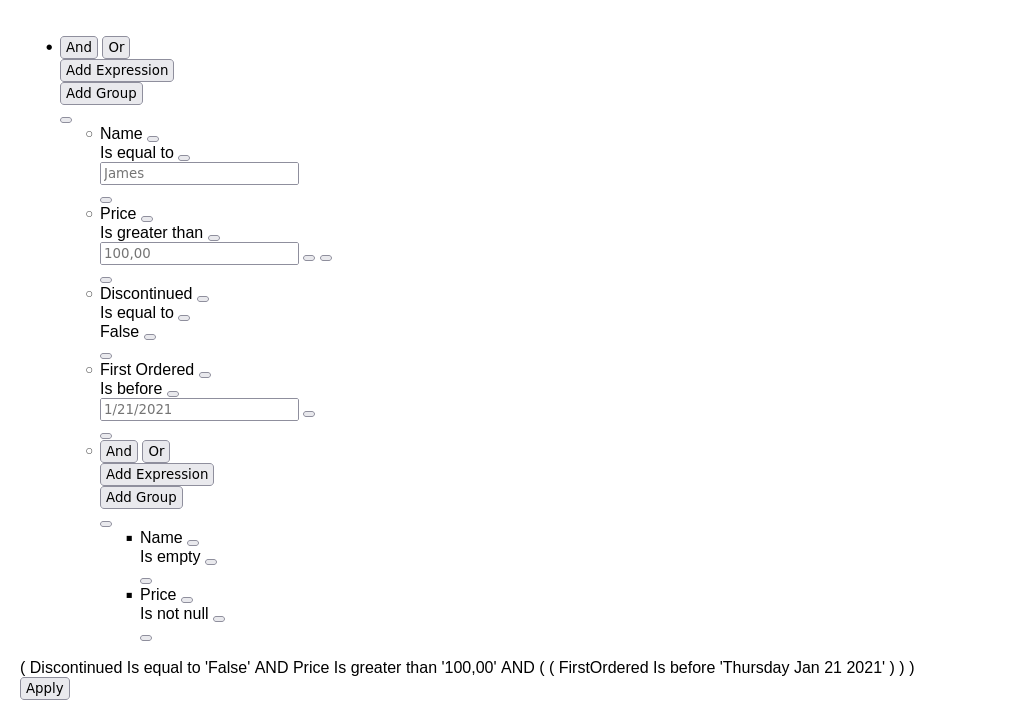 And Or
Add Expression
Add Group
Name
Is equal to
James
Price
Is greater than
100,00
Discontinued
Is equal to
False
First Ordered
Is before
1/21/2021
And Or
Add Expression
Add Group
Name
Is empty
Price
Is not null
( Discontinued Is equal to 'False' AND Price Is greater than '100,00' AND ( ( FirstOrdered Is before 'Thursday Jan 21 2021' ) ) )
Apply